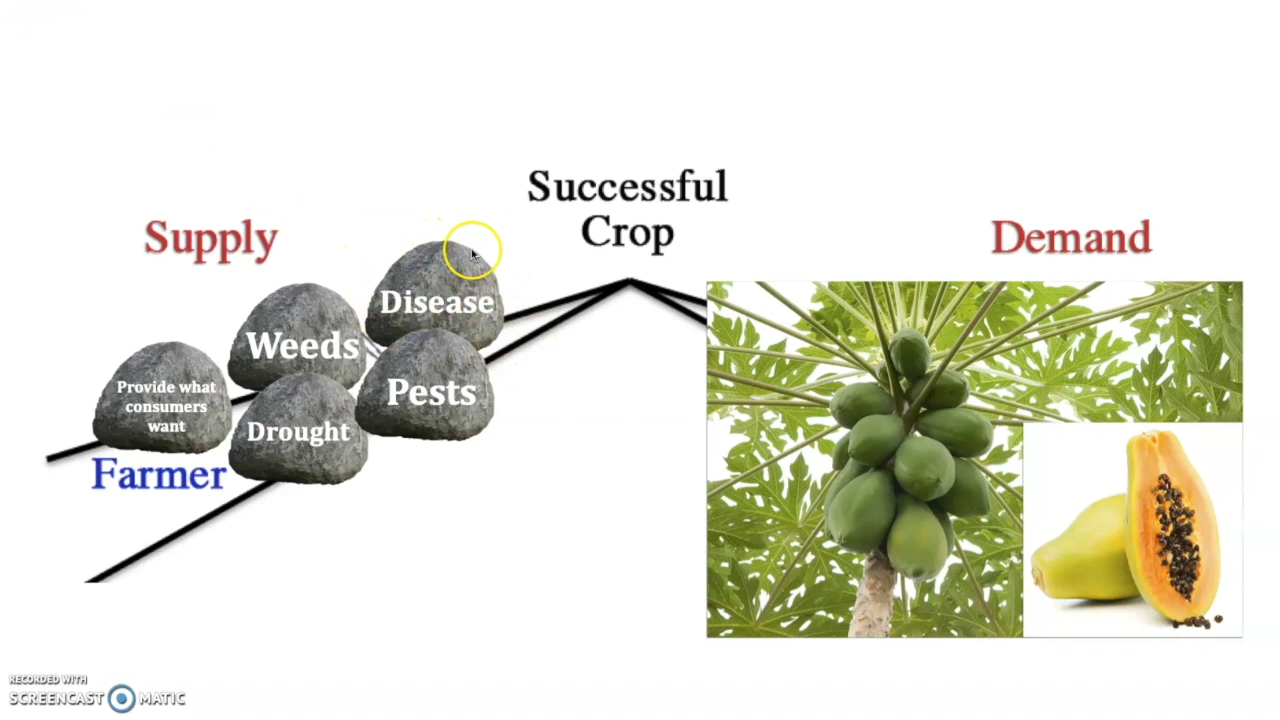 Successful
Crop
Supply
Demand
Disease
Weeds
Pests
Provide what
consumers
want
Drought
Farmer
RECORDED WITH
SCREENCAST MATIC